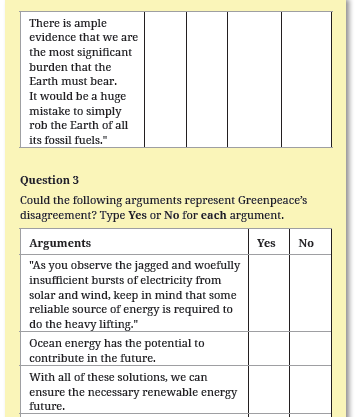 There is ample
evidence that we are
the most significant
burden that the
Earth must bear.
It would be a huge
mistake to simply
rob the Earth of all
its fossil fuels."
Question 3
Could the following arguments represent Greenpeace's
disagreement? Type Yes or No for each argument.
Arguments Yes No
"As you observe the jagged and woefully
insufficient bursts of electricity from
solar and wind, keep in mind that some
reliable source of energy is required to
do the heavy lifting."
Ocean energy has the potential to
contribute in the future.
With all of these solutions, we can
ensure the necessary renewable energy
future.